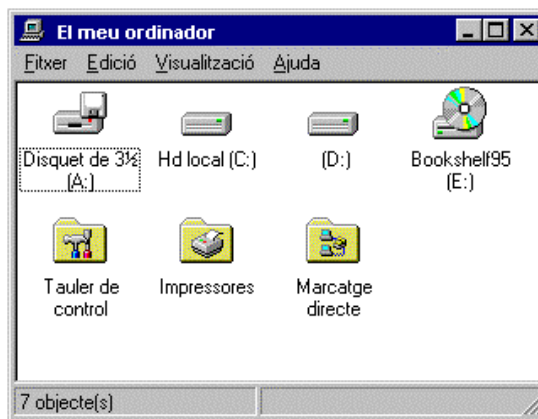 El meu ordinador
Fitxer Edició Visualització Ajuda
Disquet de 3½ (A:)
Hd local (C:)
(D:)
Bookshelf95 (E:)
Tauler de control
Impressores
Marcatge directe
7 objecte(s)